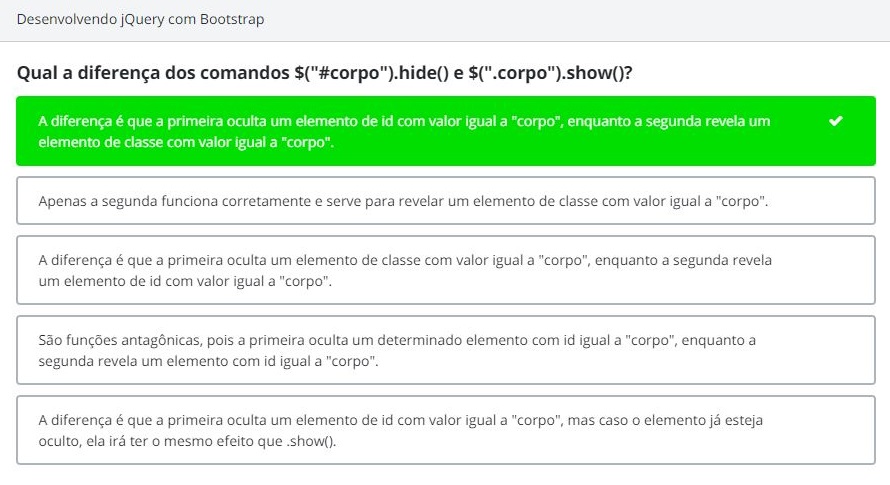 Desenvolvendo jQuery com Bootstrap
Qual a diferença dos comandos $("#corpo").hide() e $(".corpo").show()?
A diferença é que a primeira oculta um elemento de id com valor igual a "corpo", enquanto a segunda revela um
elemento de classe com valor igual a "corpo".
Apenas a segunda funciona corretamente e serve para revelar um elemento de classe com valor igual a "corpo".
A diferença é que a primeira oculta um elemento de classe com valor igual a "corpo", enquanto a segunda revela
um elemento de id com valor igual a "corpo".
São funções antagônicas, pois a primeira oculta um determinado elemento com id igual a "corpo", enquanto a
segunda revela um elemento com id igual a "corpo".
A diferença é que a primeira oculta um elemento de id com valor igual a "corpo", mas caso o elemento já esteja
oculto, ela irá ter o mesmo efeito que .show().